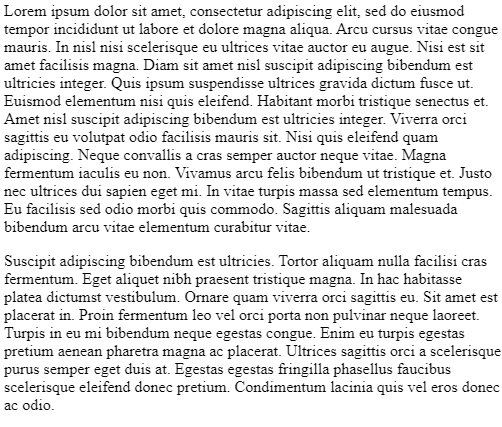 Lorem ipsum dolor sit amet, consectetur adipiscing elit, sed do eiusmod
tempor incididunt ut labore et dolore magna aliqua. Arcu cursus vitae congue
mauris. In nisl nisi scelerisque eu ultrices vitae auctor eu augue. Nisi est sit
amet facilisis magna. Diam sit amet nisl suscipit adipiscing bibendum est
ultricies integer. Quis ipsum suspendisse ultrices gravida dictum fusce ut.
Euismod elementum nisi quis eleifend. Habitant morbi tristique senectus et.
Amet nisl suscipit adipiscing bibendum est ultricies integer. Viverra orci
sagittis eu volutpat odio facilisis mauris sit. Nisi quis eleifend quam
adipiscing. Neque convallis a cras semper auctor neque vitae. Magna
fermentum iaculis eu non. Vivamus arcu felis bibendum ut tristique et. Justo
nec ultrices dui sapien eget mi. In vitae turpis massa sed elementum tempus.
Eu facilisis sed odio morbi quis commodo. Sagittis aliquam malesuada
bibendum arcu vitae elementum curabitur vitae.

Suscipit adipiscing bibendum est ultricies. Tortor aliquam nulla facilisi cras
fermentum. Eget aliquet nibh praesent tristique magna. In hac habitasse
platea dictumst vestibulum. Ornare quam viverra orci sagittis eu. Sit amet est
placerat in. Proin fermentum leo vel orci porta non pulvinar neque laoreet.
Turpis in eu mi bibendum neque egestas congue. Enim eu turpis egestas
pretium aenean pharetra magna ac placerat. Ultrices sagittis orci a scelerisque
purus semper eget duis at. Egestas egestas fringilla phasellus faucibus
scelerisque eleifend donec pretium. Condimentum lacinia quis vel eros donec
ac odio.